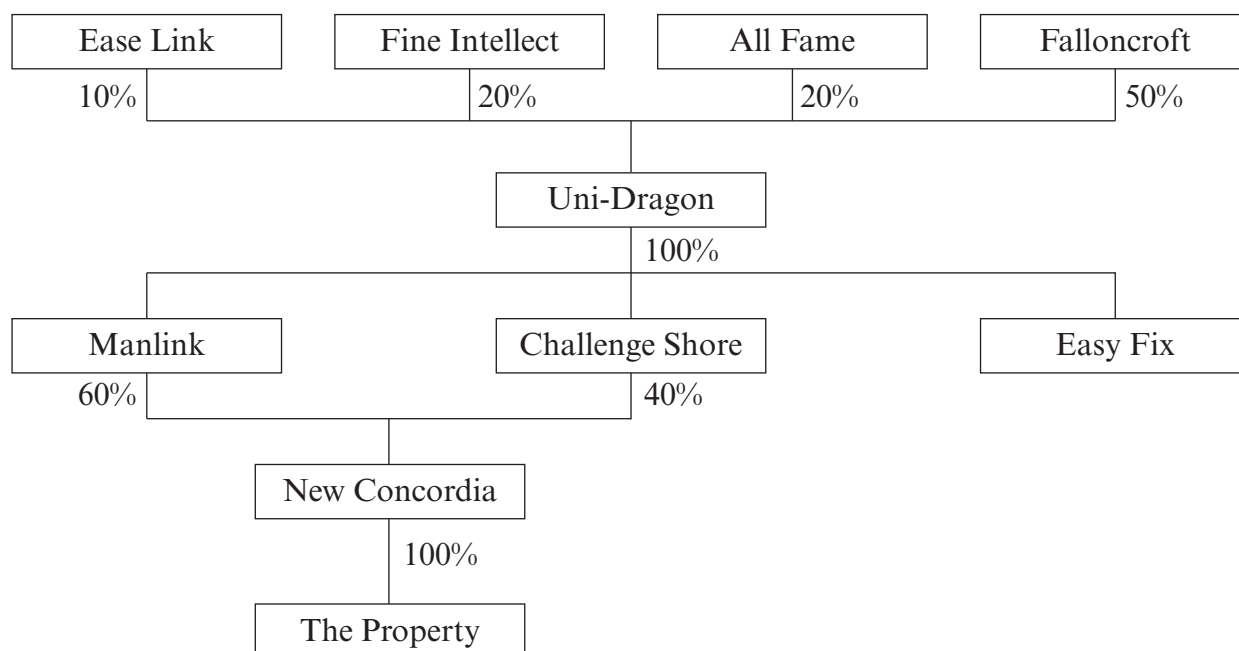 Ease Link
Fine Intellect
All Fame
Falloncroft
10%
20%
20%
50%
Uni-Dragon
100%
Manlink
Challenge Shore
Easy Fix
60%
40%
New Concordia
100%
The Property